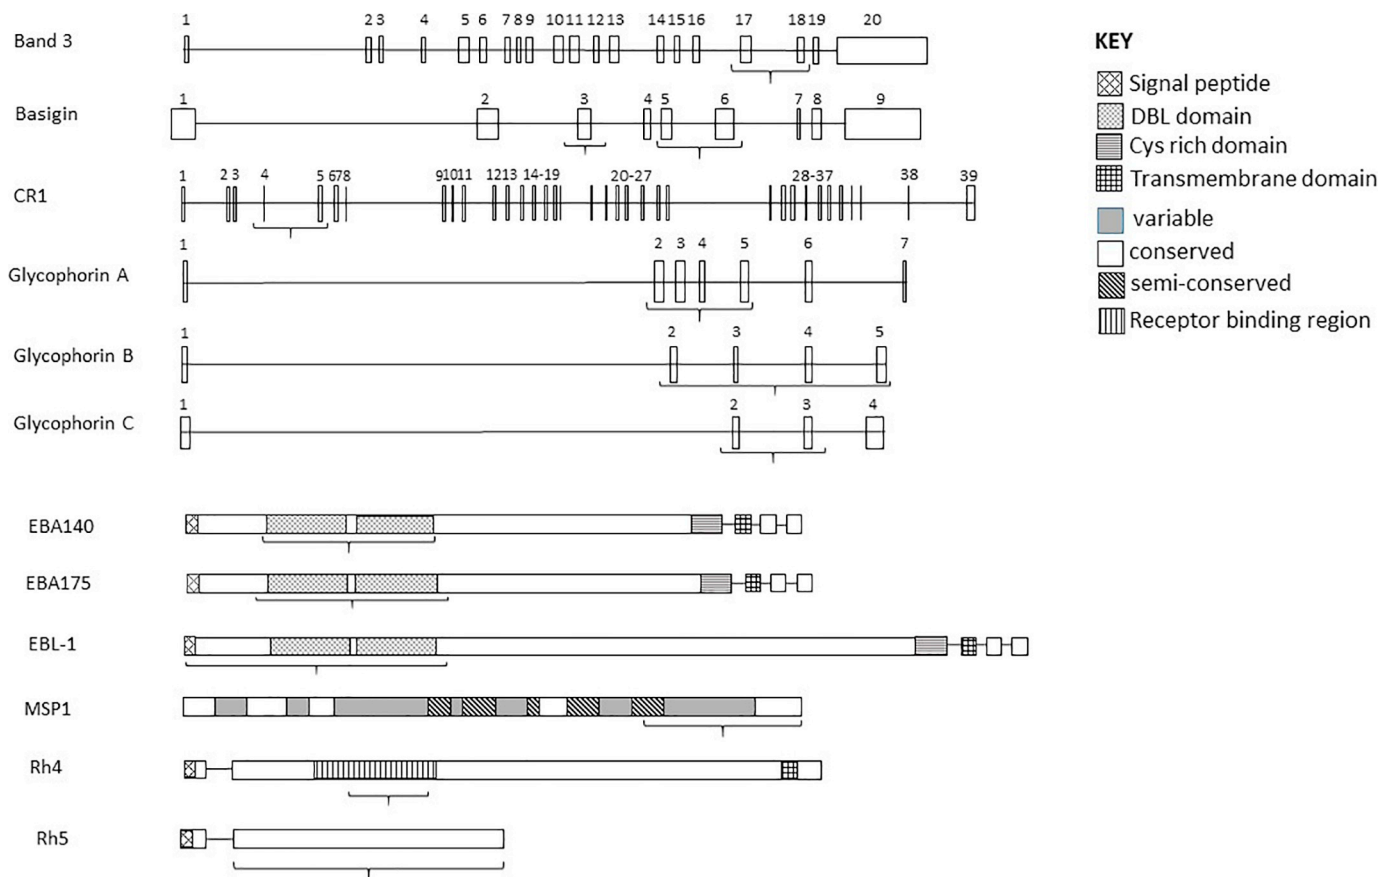 1 2 3 4 5 6 7 8 9 10 11 12 13 14 15 16 17 18 19 20
Band 3
KEY
Signal peptide
DBL domain
Cys rich domain
Transmembrane domain
variable
conserved
semi-conserved
Receptor binding region
1 2 3 4 5 6 7 8 9
Basigin
1 2 3 4 5 6 7 8 9 10 11 12 13 14-19 20-27 28-37 38 39
CR1
1 2 3 4 5 6 7
Glycophorin A
1 2 3 4 5
Glycophorin B
1 2 3 4
Glycophorin C
EBA140
EBA175
EBL-1
MSP1
Rh4
Rh5